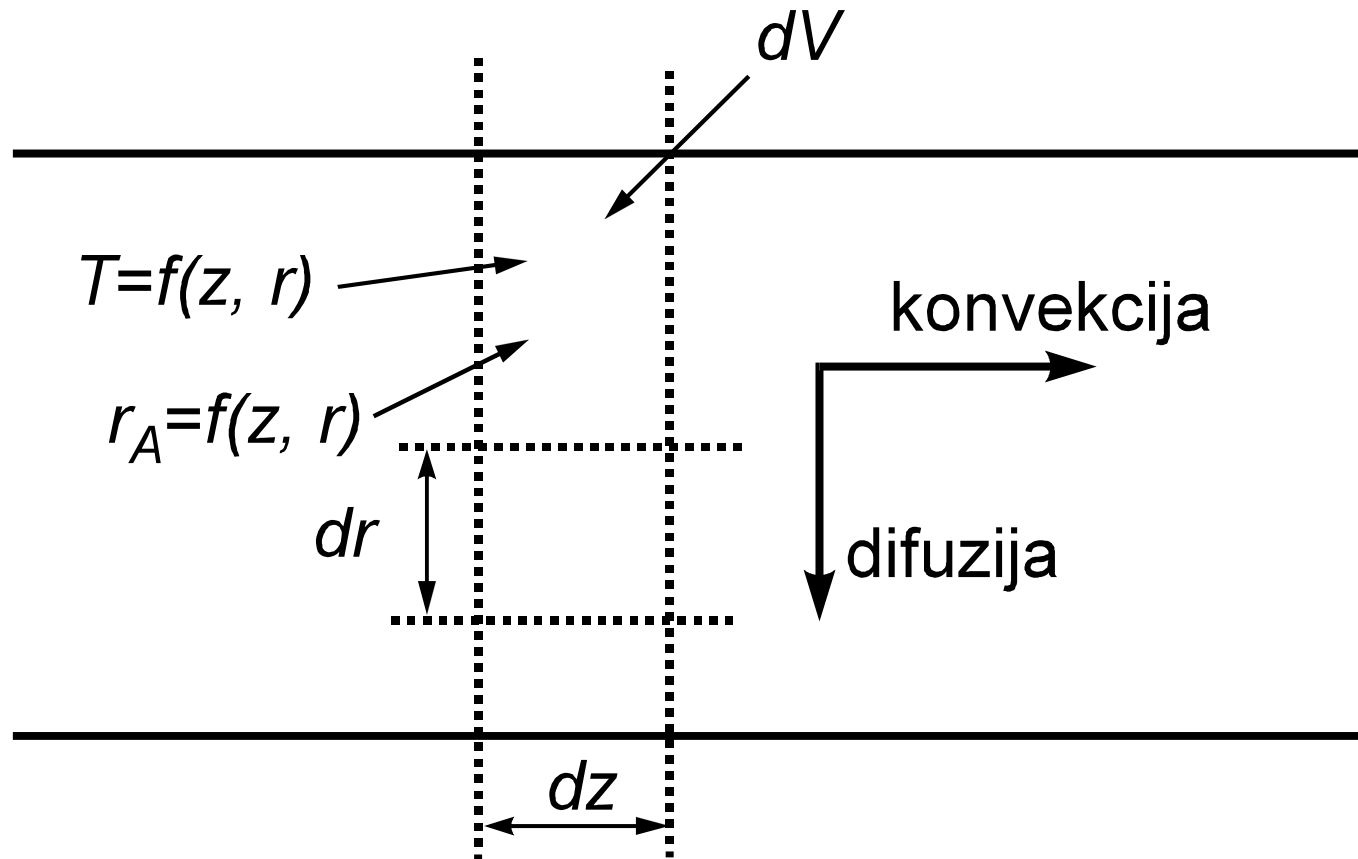 dV
T=f(z, r)
konvekcija
r_A=f(z, r)
dr
difuzija
dz